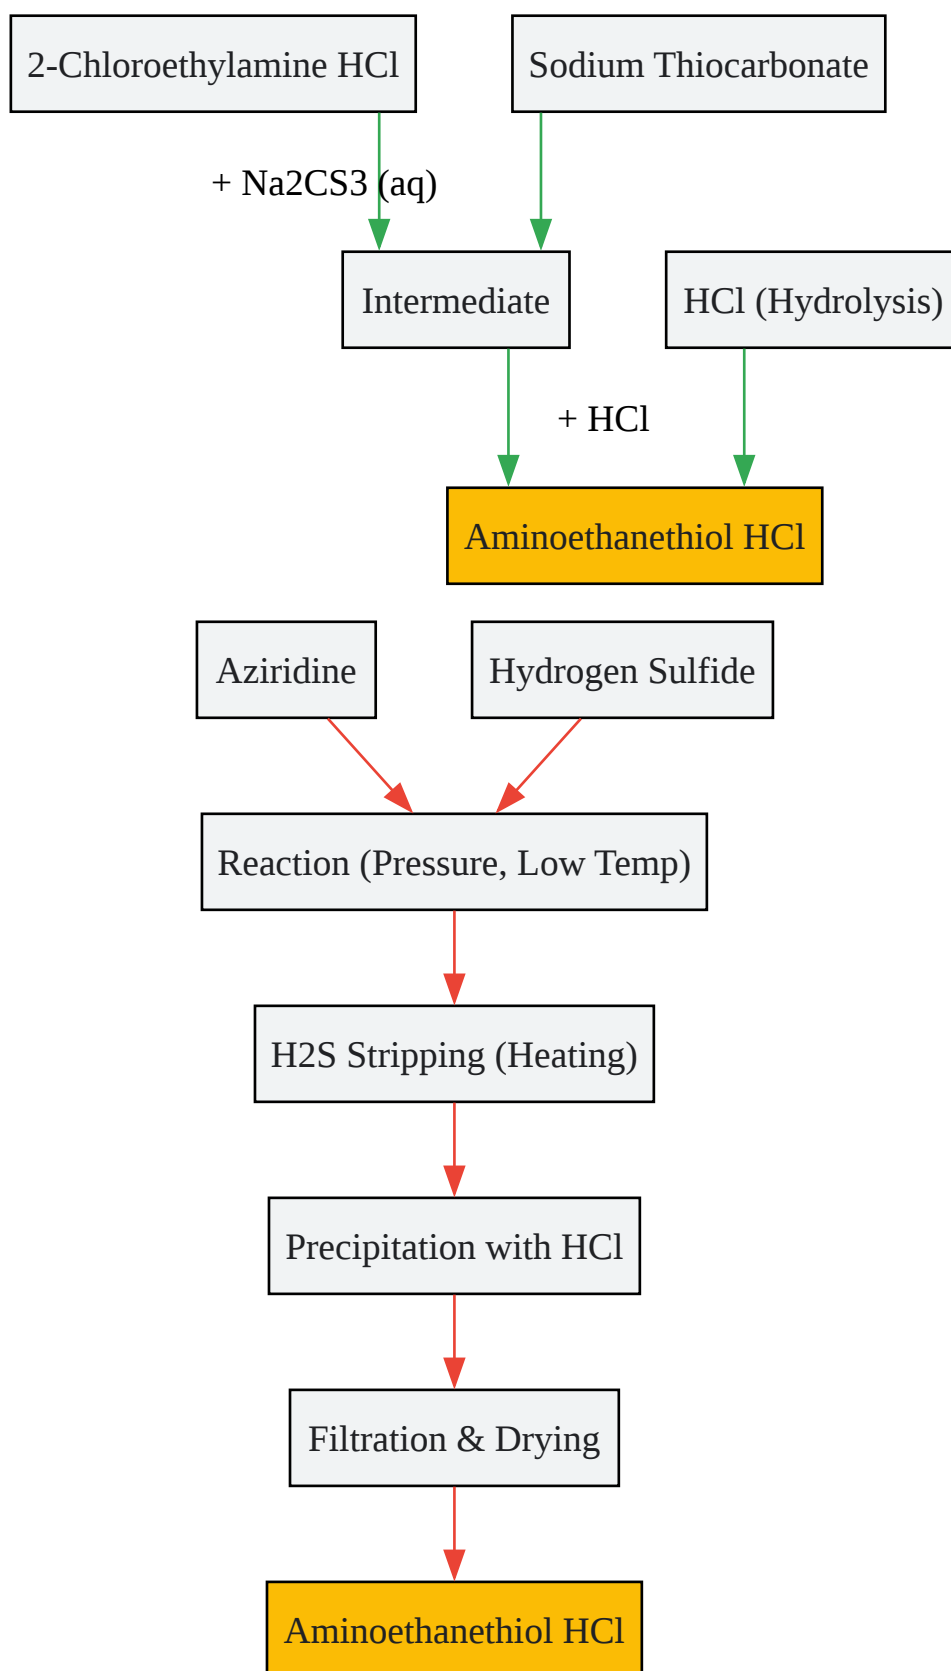 2-Chloroethylamine HCl
Sodium Thiocarbonate
+ Na2CS3 (aq)
Intermediate
HCl (Hydrolysis)
+ HCl
Aminoethanethiol HCl
Aziridine
Hydrogen Sulfide
Reaction (Pressure, Low Temp)
H2S Stripping (Heating)
Precipitation with HCl
Filtration & Drying
Aminoethanethiol HCl